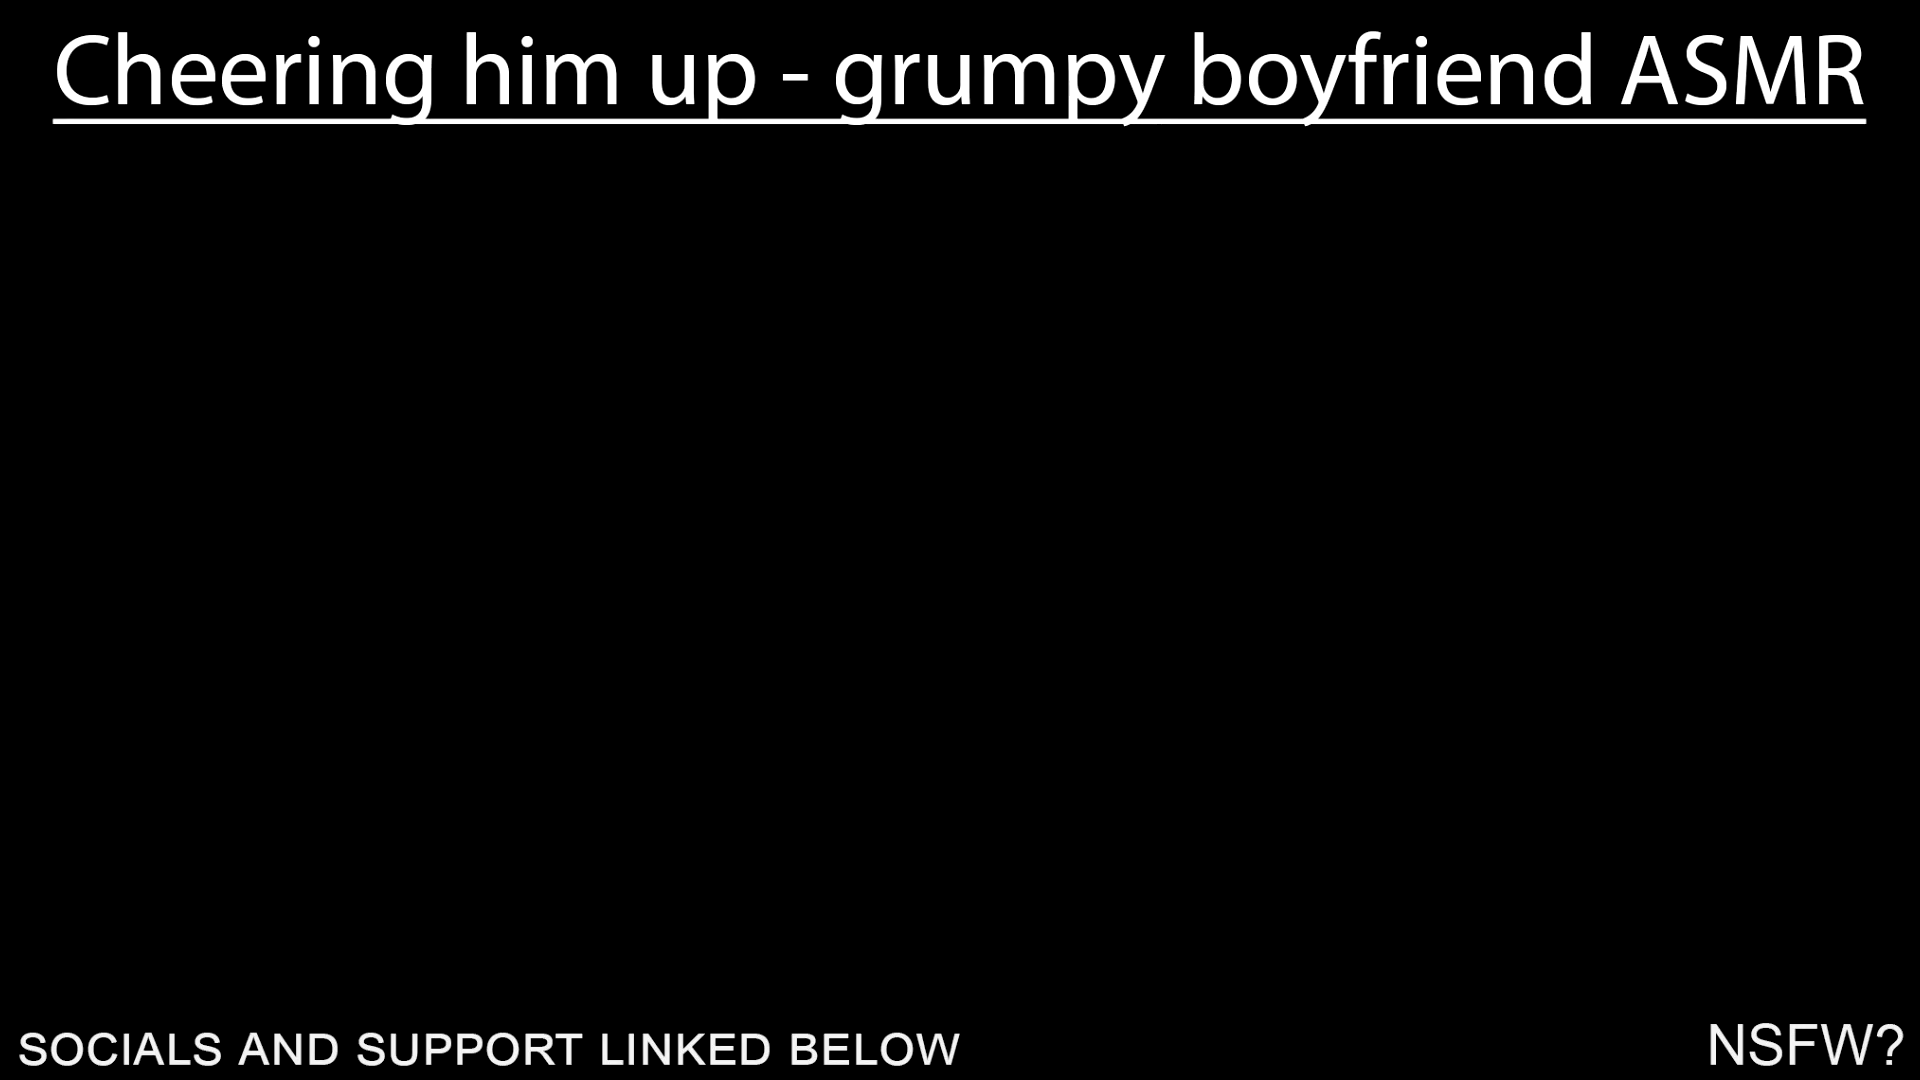 Cheering him up - grumpy boyfriend ASMR
SOCIALS AND SUPPORT LINKED BELOW
NSFW?